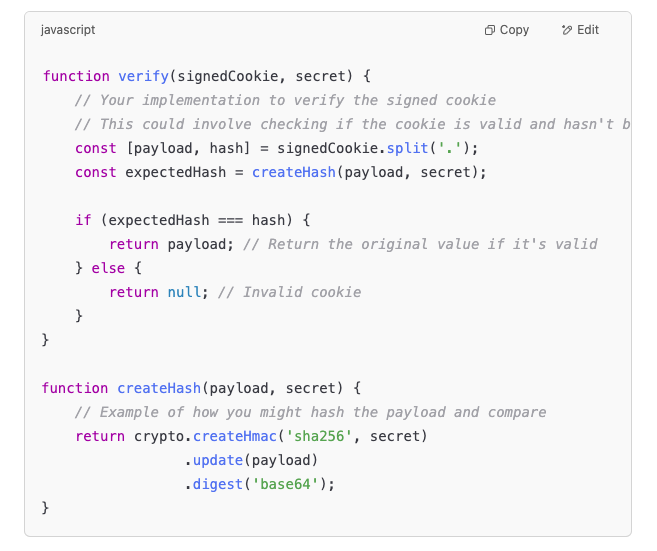 javascript
Copy
Edit
function verify(signedCookie, secret) {
    // Your implementation to verify the signed cookie
    // This could involve checking if the cookie is valid and hasn't b
    const [payload, hash] = signedCookie.split('.');
    const expectedHash = createHash(payload, secret);

    if (expectedHash === hash) {
        return payload; // Return the original value if it's valid
    } else {
        return null; // Invalid cookie
    }
}

function createHash(payload, secret) {
    // Example of how you might hash the payload and compare
    return crypto.createHmac('sha256', secret)
                 .update(payload)
                 .digest('base64');
}